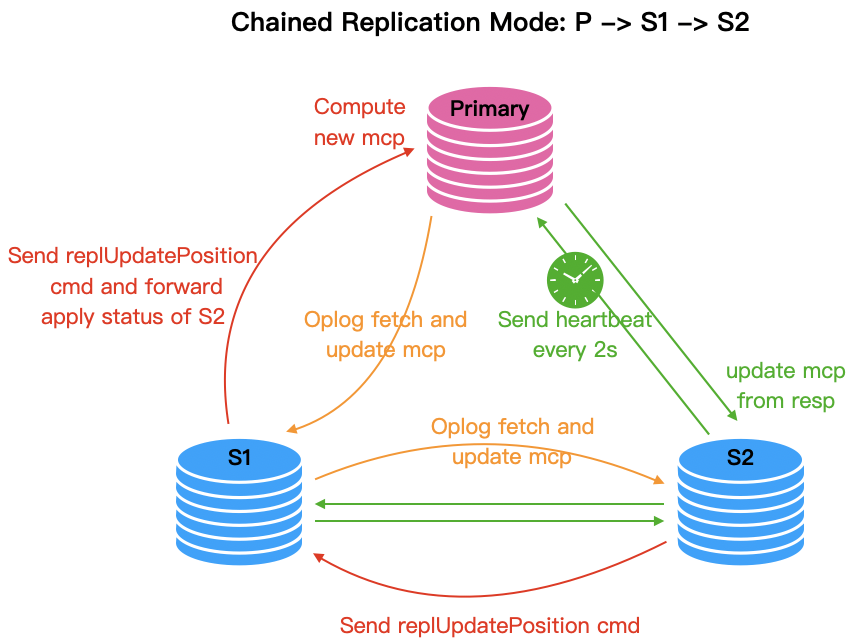 Chained Replication Mode: P –> S1 –> S2
Primary
Compute
new mcp
Send replUpdatePosition
cmd and forward
apply status of S2
Oplog fetch and
update mcp
Send heartbeat
every 2s
update mcp
from resp
Oplog fetch and
update mcp
S1
S2
Send replUpdatePosition cmd